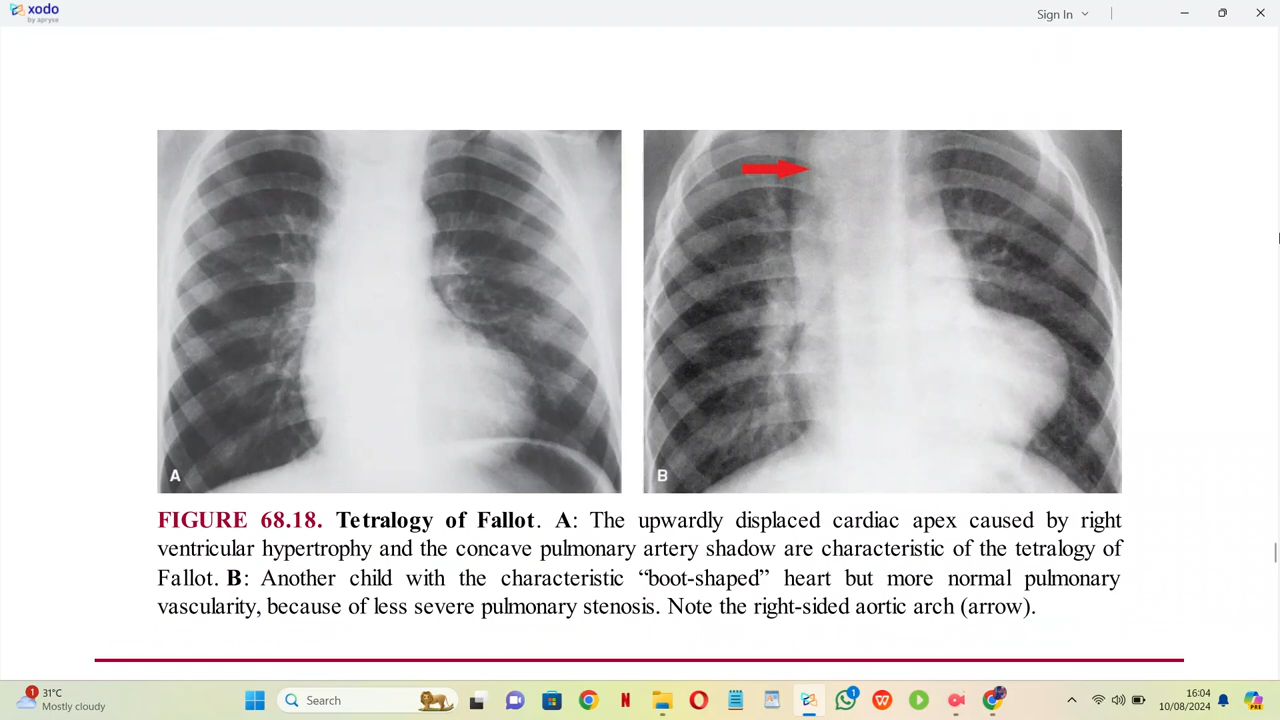 xodo
by apryse
Sign In
A
B
FIGURE 68.18. Tetralogy of Fallot. A: The upwardly displaced cardiac apex caused by right
ventricular hypertrophy and the concave pulmonary artery shadow are characteristic of the tetralogy of
Fallot. B: Another child with the characteristic “boot-shaped” heart but more normal pulmonary
vascularity, because of less severe pulmonary stenosis. Note the right-sided aortic arch (arrow).
1
31°C
Mostly cloudy
Search
N
W
1
PRE
16:04
10/08/2024